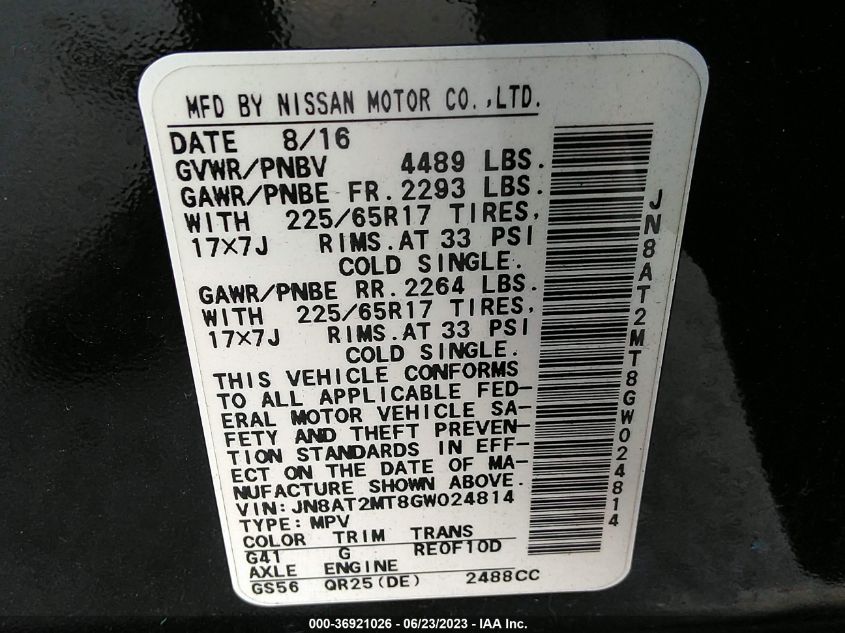 MFD BY NISSAN MOTOR CO.,LTD.
DATE 8/16
GVWR/PNBV 4489 LBS.
GAWR/PNBE FR. 2293 LBS.
WITH 225/65R17 TIRES,
17×7J RIMS.AT 33 PSI
COLD SINGLE.
GAWR/PNBE RR. 2264 LBS.
WITH 225/65R17 TIRES,
17×7J RIMS.AT 33 PSI
COLD SINGLE.
THIS VEHICLE CONFORMS
TO ALL APPLICABLE FED-
ERAL MOTOR VEHICLE SA-
FETY AND THEFT PREVEN-
TION STANDARDS IN EFF-
ECT ON THE DATE OF MA-
NUFACTURE SHOWN ABOVE.
VIN:JN8AT2MT8GW024814
TYPE:MPV
COLOR TRIM TRANS
G41 G RE0F10D
AXLE ENGINE
GS56 QR25(DE) 2488CC
JN8AT2MT8GW024814
000-36921026 - 06/23/2023 - IAA Inc.